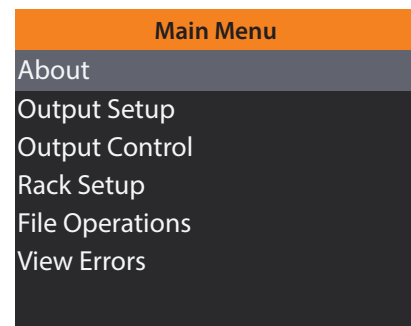 Main Menu
About
Output Setup
Output Control
Rack Setup
File Operations
View Errors